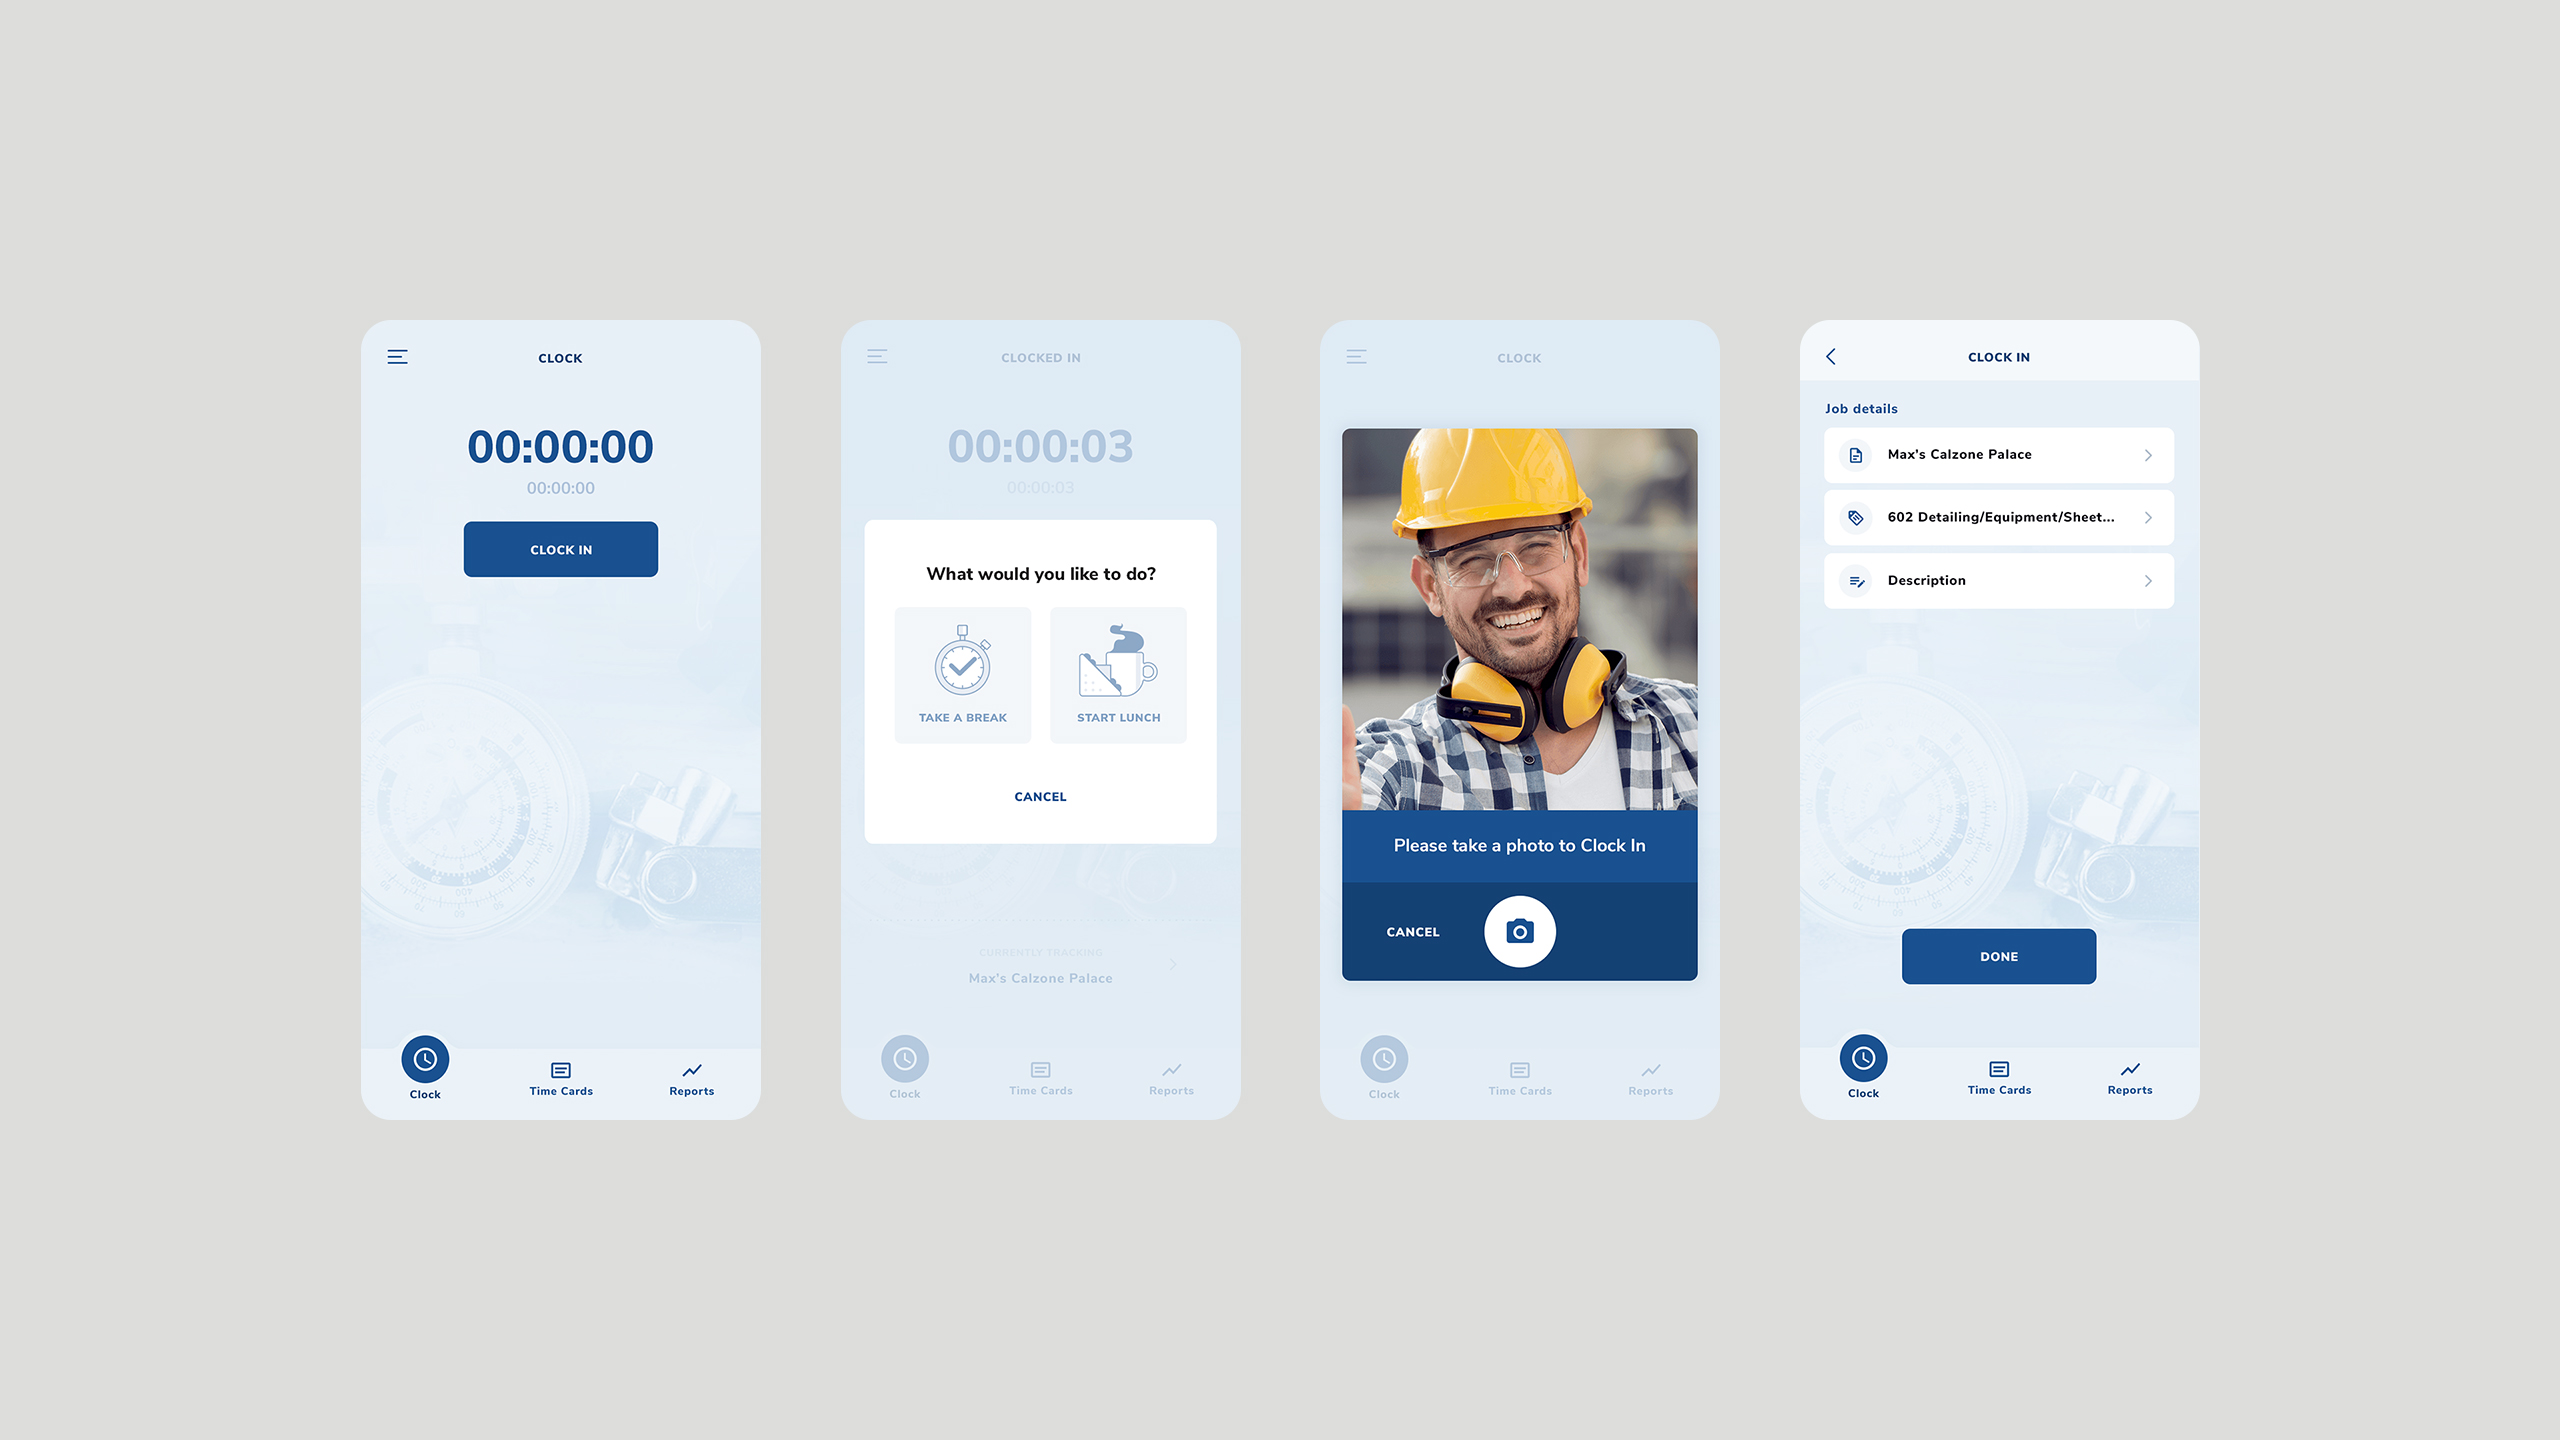 CLOCK
00:00:00
00:00:00
CLOCK IN
Clock
Time Cards
Reports
CLOCKED IN
00:00:03
00:00:03
What would you like to do?
TAKE A BREAK
START LUNCH
CANCEL
CURRENTLY TRACKING
Max's Calzone Palace
Clock
Time Cards
Reports
CLOCK
Please take a photo to Clock In
CANCEL
Clock
Time Cards
Reports
CLOCK IN
Job details
Max's Calzone Palace
602 Detailing/Equipment/Sheet...
Description
DONE
Clock
Time Cards
Reports